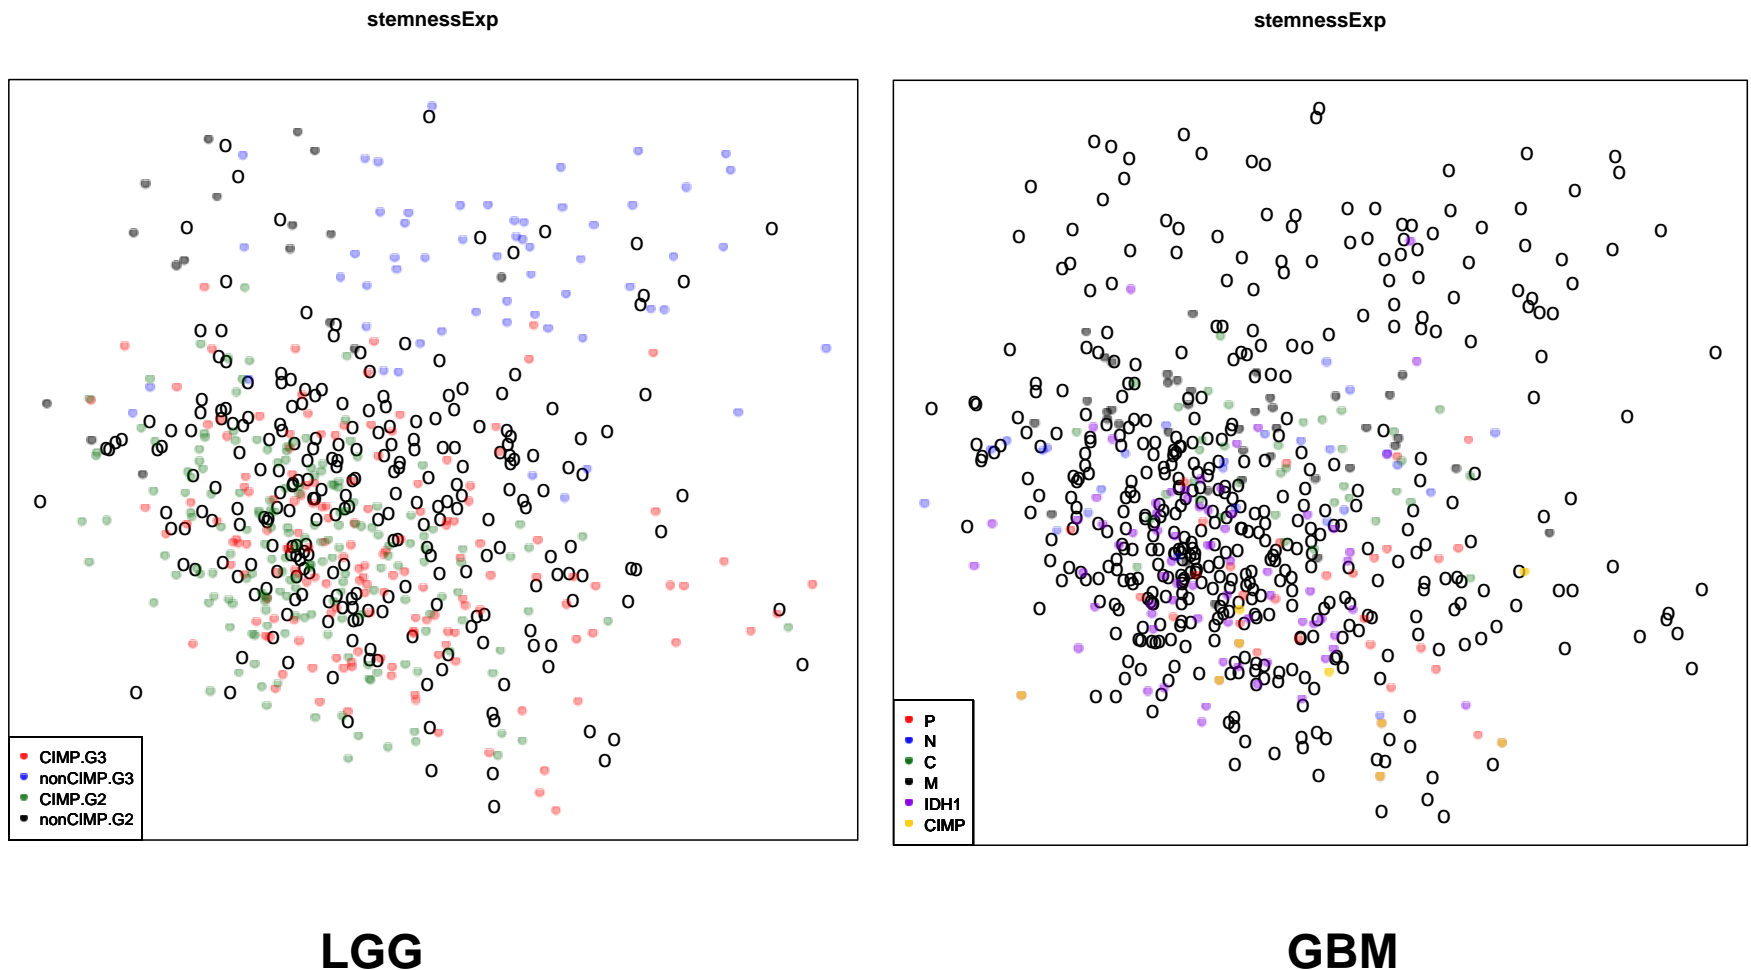 stemnessExp
stemnessExp
CIMP.G3
nonCIMP.G3
CIMP.G2
nonCIMP.G2
P
N
C
M
IDH1
CIMP
LGG
GBM